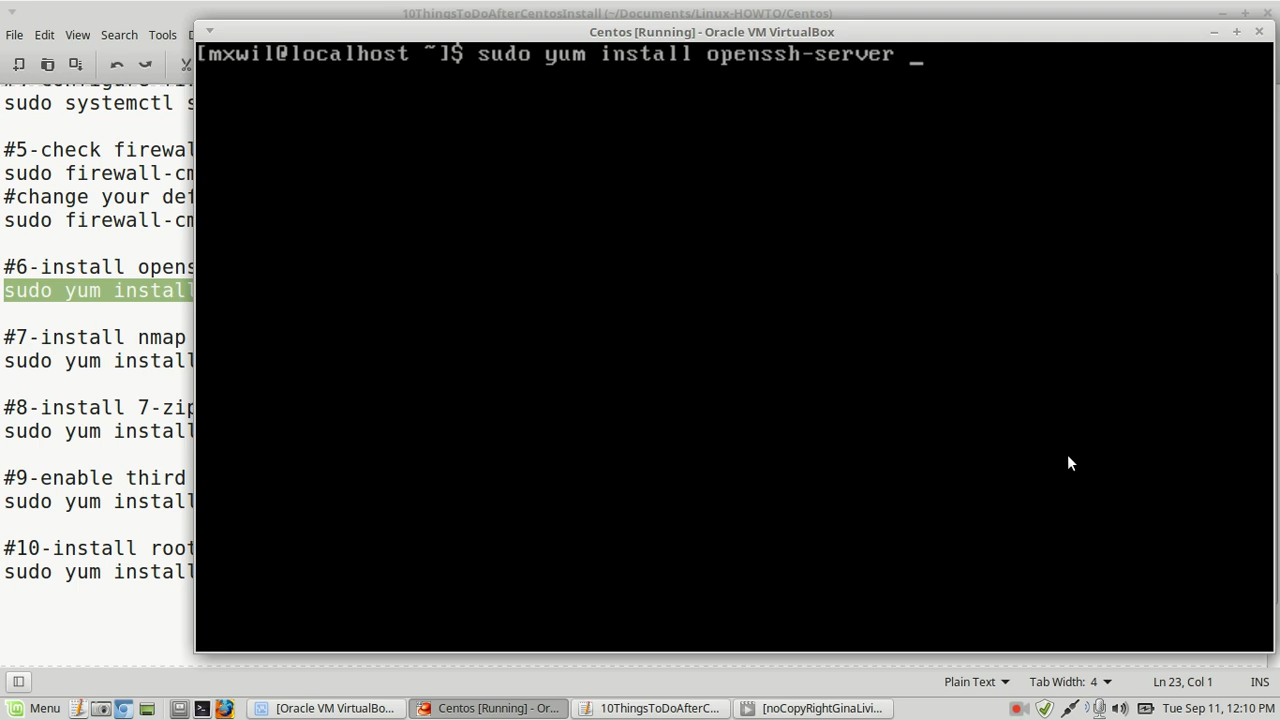 10ThingsToDoAfterCentosInstall (~/Documents/Linux-HOWTO/Centos)
File Edit View Search Tools
Centos [Running] - Oracle VM VirtualBox
[mxwil@localhost ~]$ sudo yum install openssh-server _
sudo systemctl s
#5-check firewal
sudo firewall-cm
#change your def
sudo firewall-cm
#6-install opens
sudo yum install
#7-install nmap
sudo yum install
#8-install 7-zip
sudo yum install
#9-enable third
sudo yum install
#10-install root
sudo yum install
Plain Text Tab Width: 4 Ln 23, Col 1 INS
Menu [Oracle VM VirtualBo... Centos [Running] - Or... 10ThingsToDoAfterC... [noCopyRightGinaLivi... Tue Sep 11, 12:10 PM